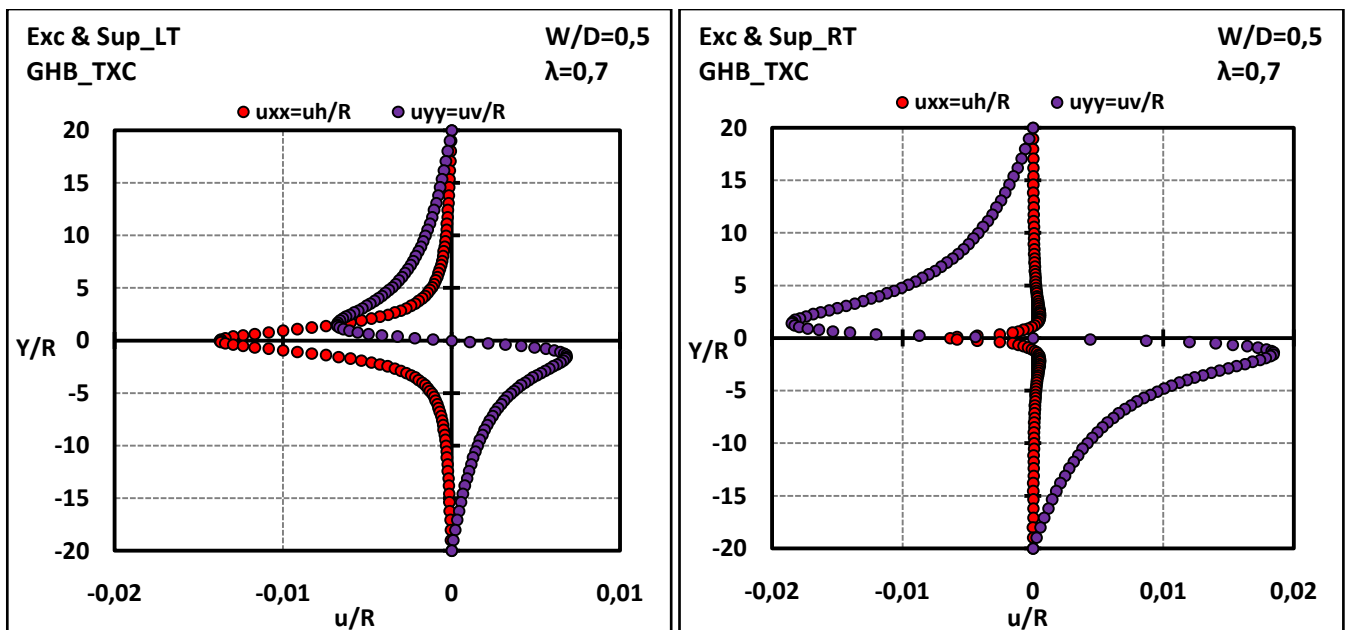 Exc & Sup_LT W/D=0,5
GHB_TXC λ=0,7
uxx=uh/R uyy=uv/R
20
15
10
5
Y/R 0
-5
-10
-15
-20
-0,02 -0,01 0 0,01
u/R
Exc & Sup_RT W/D=0,5
GHB_TXC λ=0,7
uxx=uh/R uyy=uv/R
20
15
10
5
Y/R 0
-5
-10
-15
-20
-0,02 -0,01 0 0,01 0,02
u/R